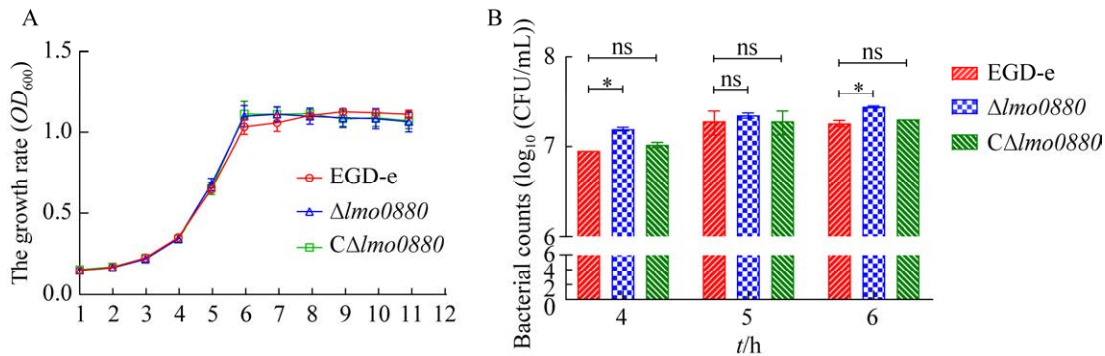 A
The growth rate (OD600)
1.5
1.0
0.5
0.0
1 2 3 4 5 6 7 8 9 10 11 12
EGD-e
Δlmo0880
CΔlmo0880
B
Bacterial counts (log10 (CFU/mL))
8
7
6
6
4
2
0
ns
*
ns
ns
ns
*
4 5 6
t/h
EGD-e
Δlmo0880
CΔlmo0880